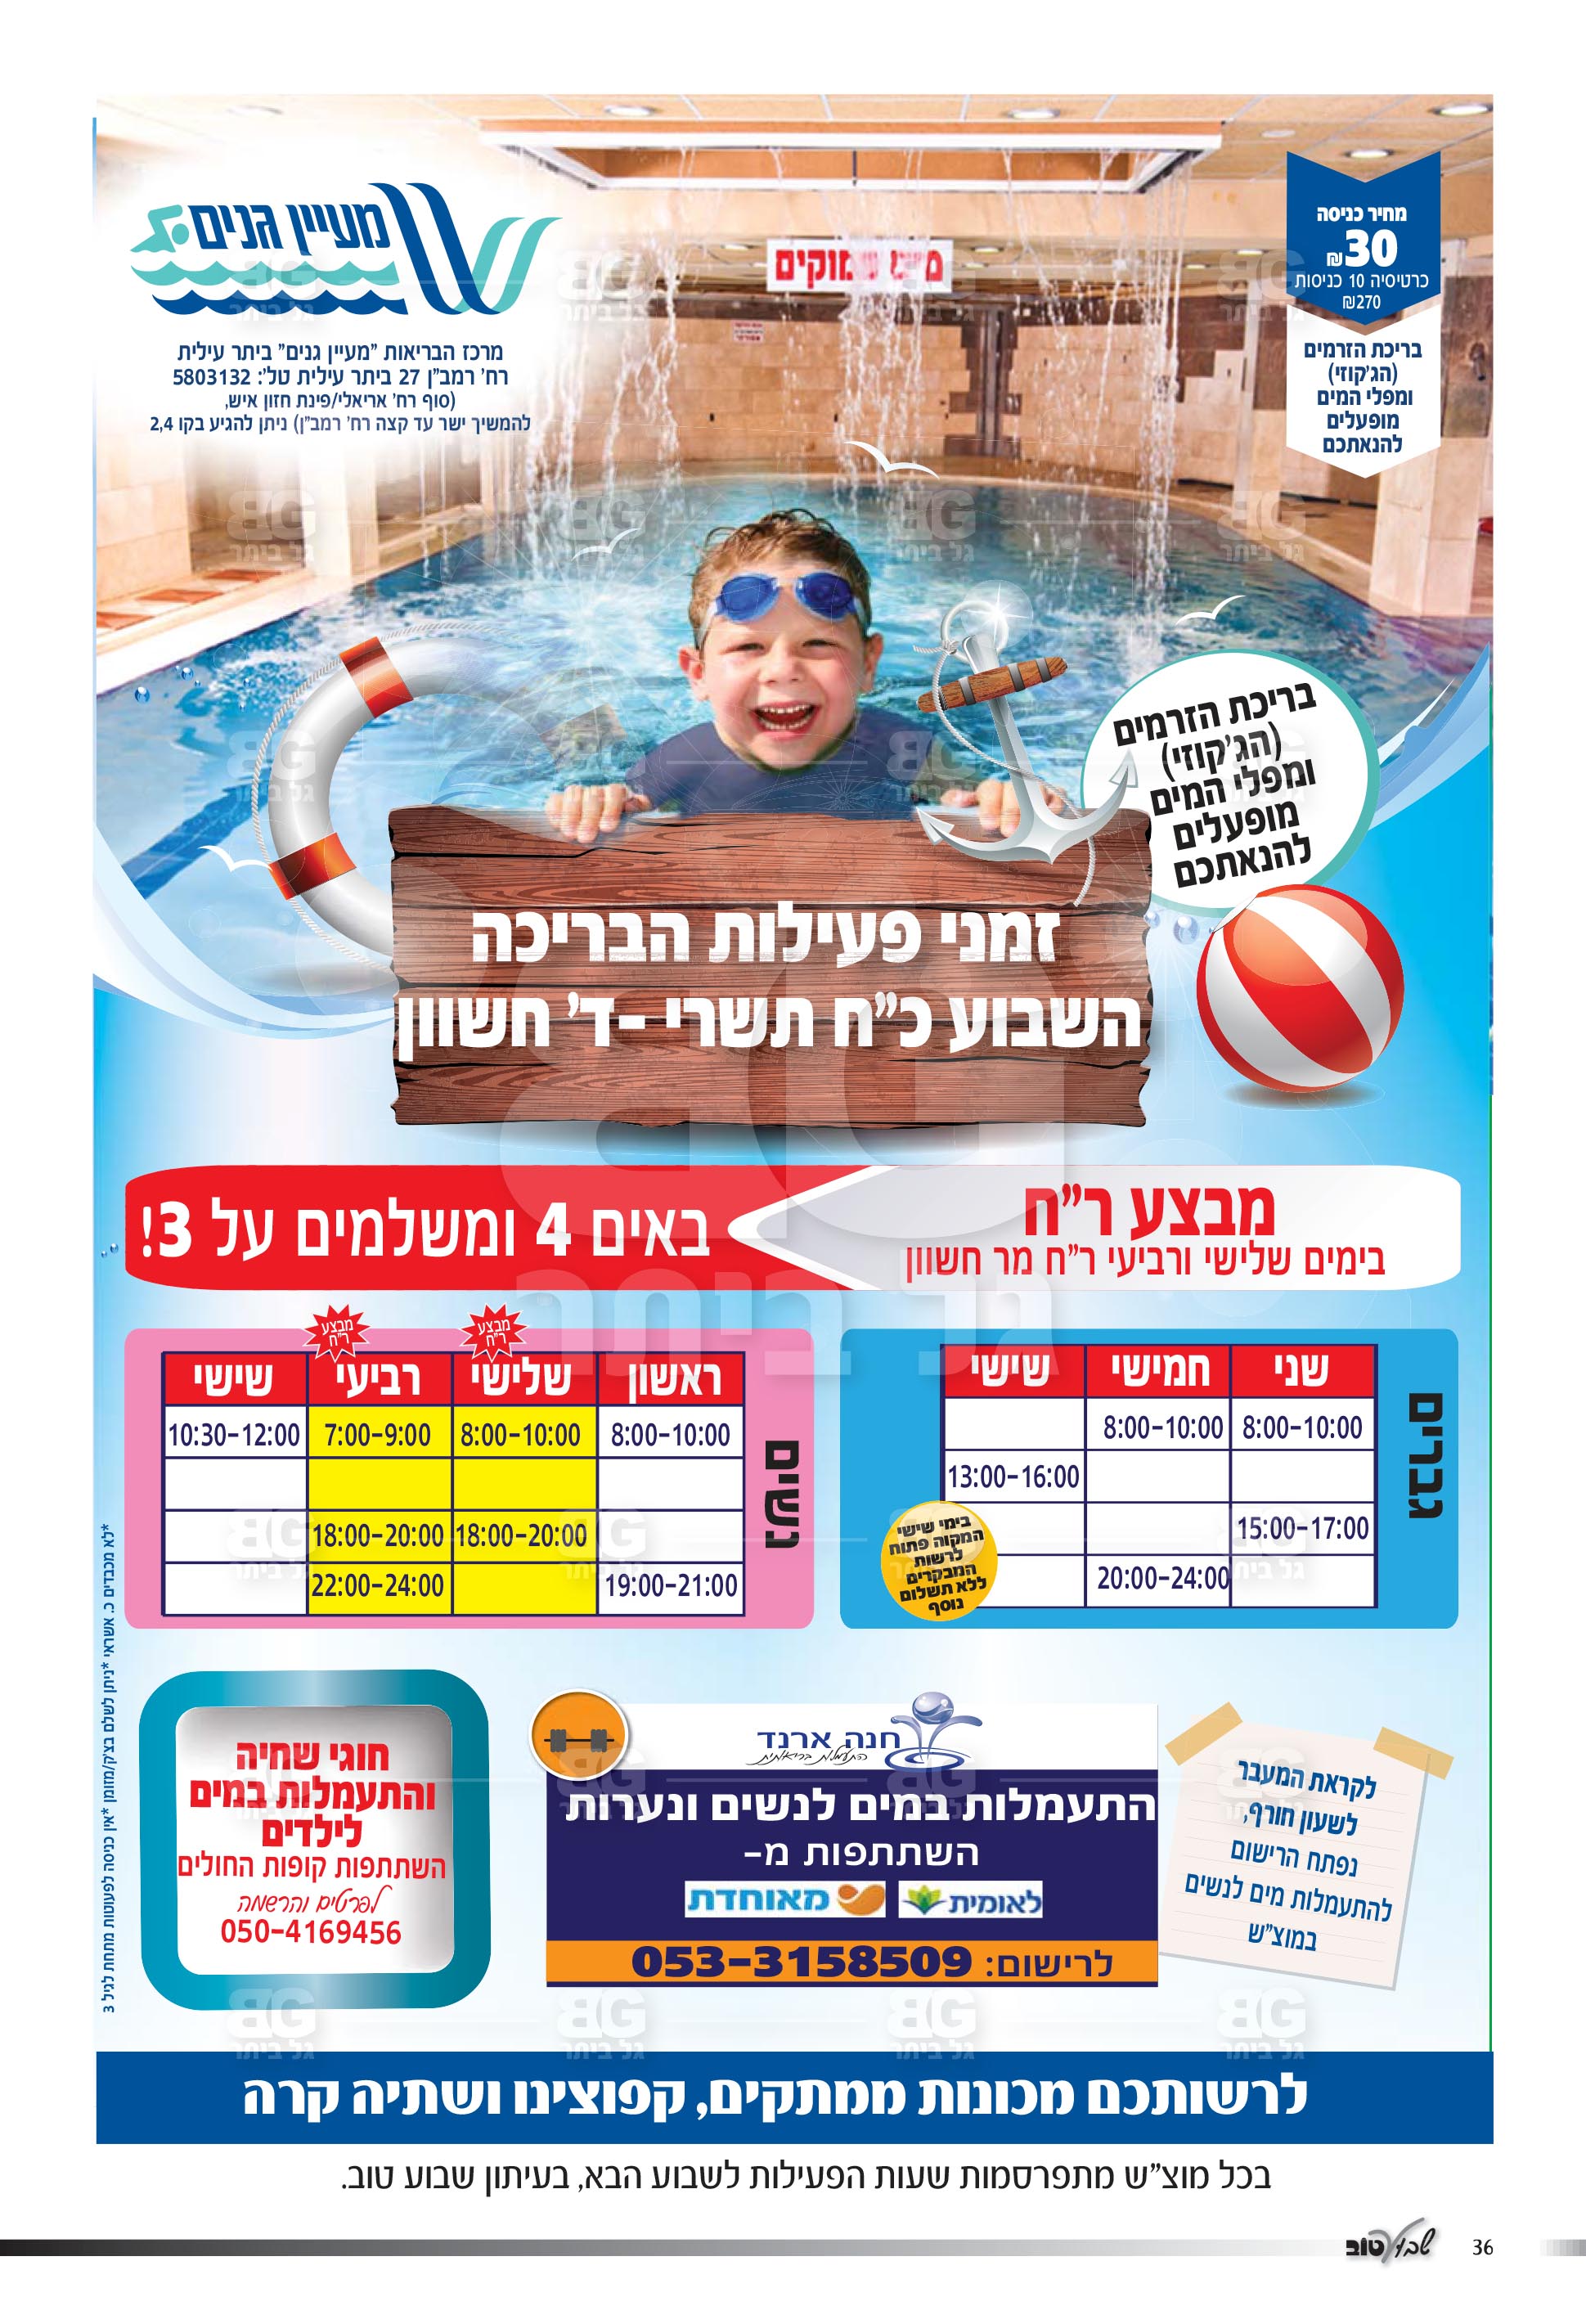 מעיין גנים
מרכז הבריאות "מעיין גנים" ביתר עילית
רח' רמב"ן 27 ביתר עילית טל': 5803132
(סוף רח' אריאלי/פינת חזון איש,
להמשיך ישר עד קצה רח' רמב"ן) ניתן להגיע בקו 2,4
מחיר כניסה
30₪
כרטיסיה 10 כניסות
270₪
בריכת הזרמים
(הג'קוזי)
ומפלי המים
מופעלים
להנאתכם
בריכת הזרמים
(הג'קוזי)
ומפלי המים
מופעלים
להנאתכם
זמני פעילות הבריכה
השבוע כ"ח תשרי -ד' חשוון
מבצע ר"ח
בימים שלישי ורביעי ר"ח מר חשוון
באים 4 ומשלמים על 3!
גברים
שני חמישי שישי
8:00-10:00 8:00-10:00
13:00-16:00
15:00-17:00
20:00-24:00
בימי שישי
המקוה פתוח
לרשות
המבקרים
ללא תשלום
נוסף
נשים
מבצע
ר"ח
מבצע
ר"ח
ראשון שלישי רביעי שישי
8:00-10:00 8:00-10:00 7:00-9:00 10:30-12:00
18:00-20:00 18:00-20:00
19:00-21:00 22:00-24:00
*לא מכבדים כ. אשראי *ניתן לשלם בצק/מזומן *אין כניסה לפעוטות מתחת לגיל 3
לקראת המעבר
לשעון חורף,
נפתח הרישום
להתעמלות מים לנשים
במוצ"ש
חנה ארנד
התעמלות בריאותית
התעמלות במים לנשים ונערות
השתתפות מ-
לאומית מאוחדת
לרישום: 053-3158509
חוגי שחיה
והתעמלות במים
לילדים
השתתפות קופות החולים
לפרטים והרשמה
050-4169456
לרשותכם מכונות ממתקים, קפוצינו ושתיה קרה
בכל מוצ"ש מתפרסמות שעות הפעילות לשבוע הבא, בעיתון שבוע טוב.
שבוע טוב 36
BG
גל ביתר